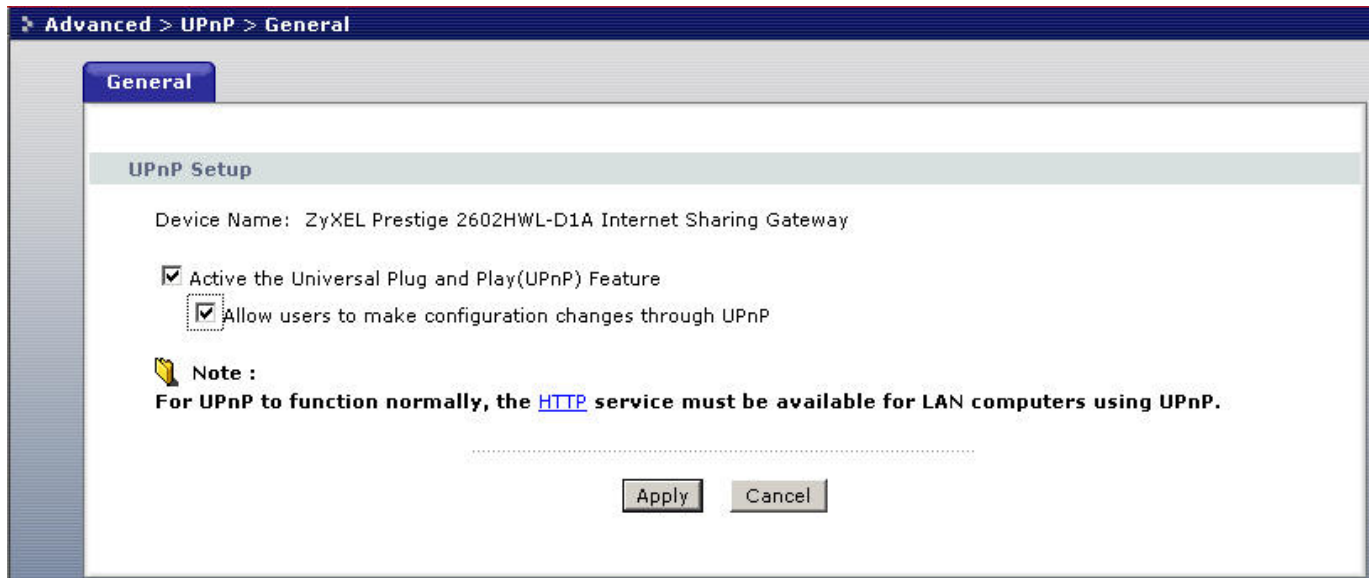 Advanced > UPnP > General
General
UPnP Setup
Device Name: ZyXEL Prestige 2602HWL-D1A Internet Sharing Gateway
Active the Universal Plug and Play(UPnP) Feature
Allow users to make configuration changes through UPnP
Note :
For UPnP to function normally, the HTTP service must be available for LAN computers using UPnP.
Apply Cancel